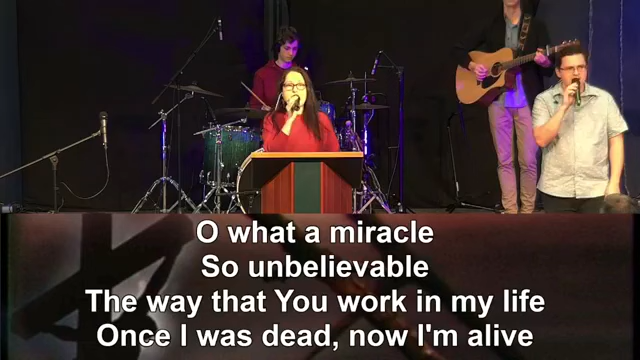 O what a miracle
So unbelievable
The way that You work in my life
Once I was dead, now I'm alive